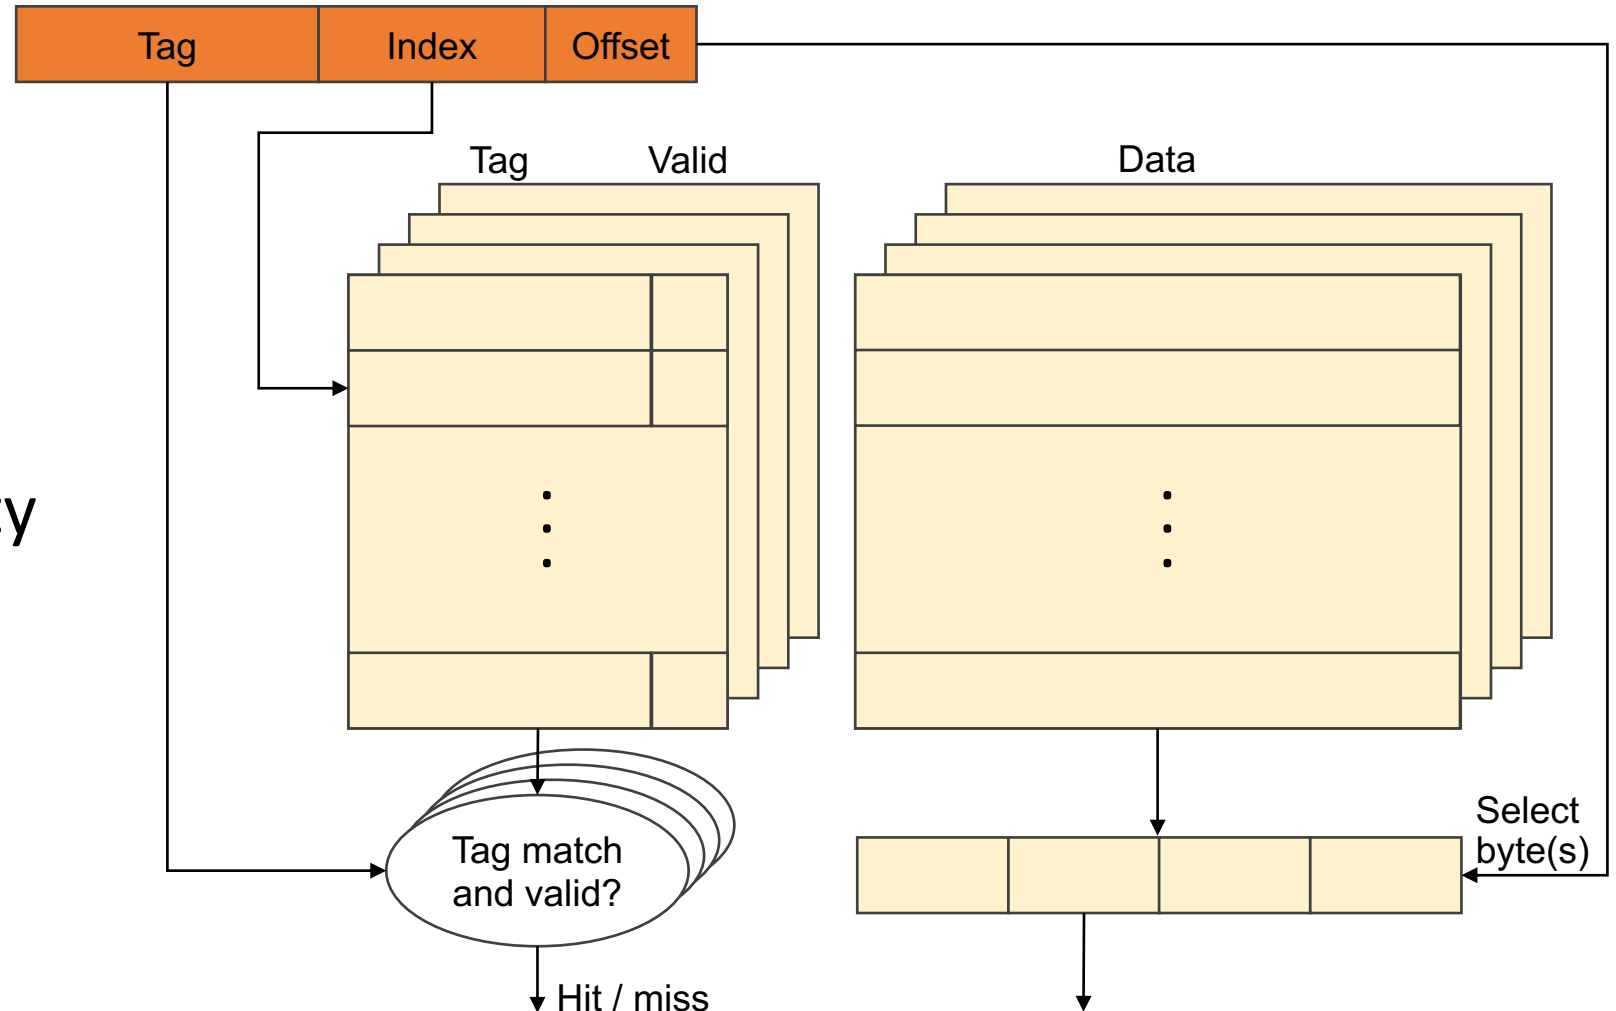 Tag Index Offset
Tag Valid Data
Select
byte(s)
Tag match
and valid?
Hit / miss